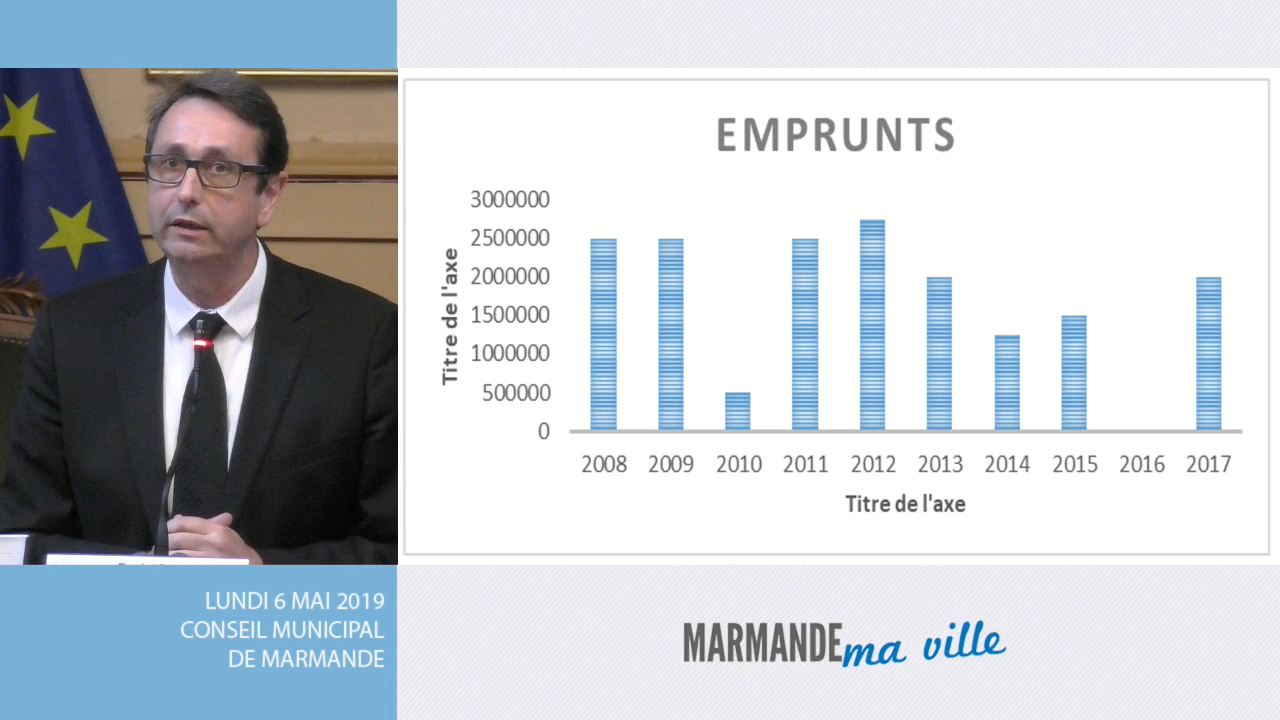 EMPRUNTS
3000000
2500000
2000000
1500000
1000000
500000
0
Titre de l'axe
2008 2009 2010 2011 2012 2013 2014 2015 2016 2017
Titre de l'axe
LUNDI 6 MAI 2019
CONSEIL MUNICIPAL
DE MARMANDE
MARMANDE ma ville